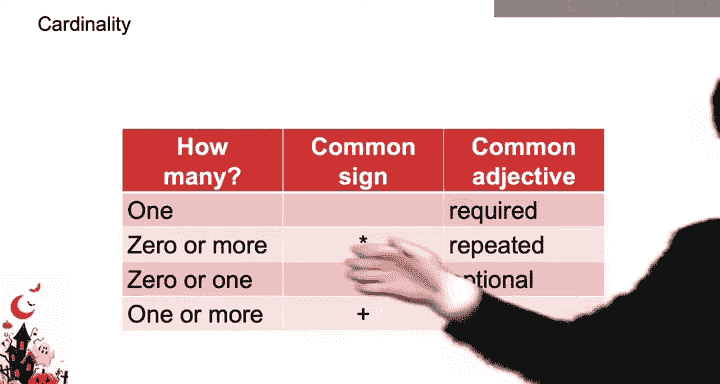 Cardinality
How many?
Common sign
Common adjective
One
required
Zero or more
*
repeated
Zero or one
One or more
+